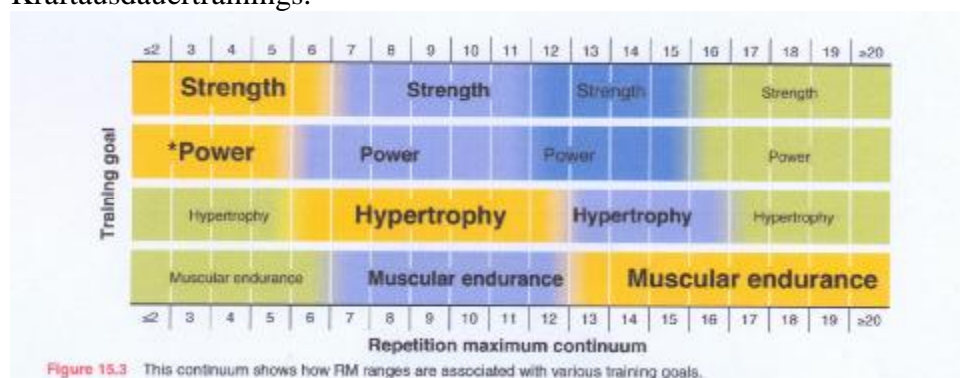 Kraftausdauertrainings.
≤2 3 4 5 6 7 8 9 10 11 12 13 14 15 16 17 18 19 ≥20
Strength Strength Strength Strength
*Power Power Power Power
Training goal
Hypertrophy Hypertrophy Hypertrophy Hypertrophy
Muscular endurance Muscular endurance Muscular endurance
≤2 3 4 5 6 7 8 9 10 11 12 13 14 15 16 17 18 19 ≥20
Repetition maximum continuum
Figure 15.3 This continuum shows how RM ranges are associated with various training goals.